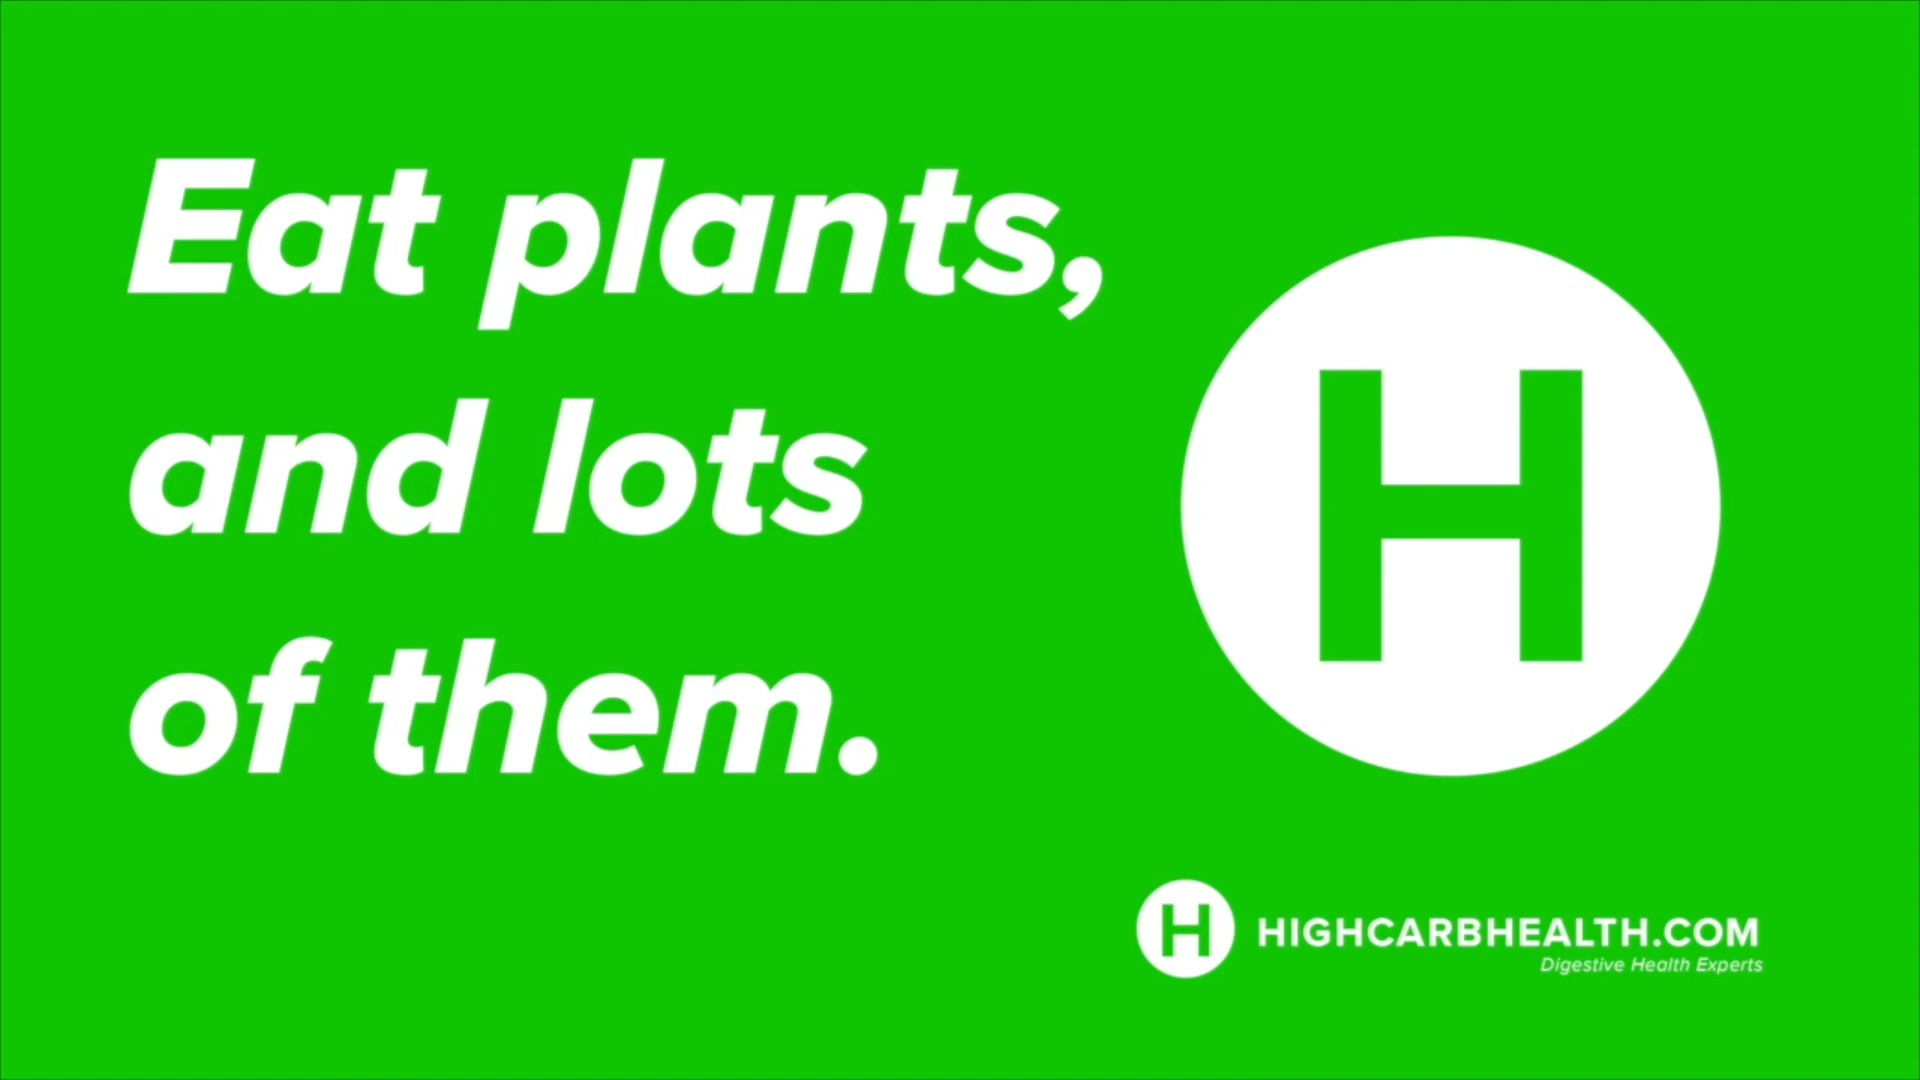 Eat plants,
and lots
of them.
H
H HIGHCARBHEALTH.COM
Digestive Health Experts